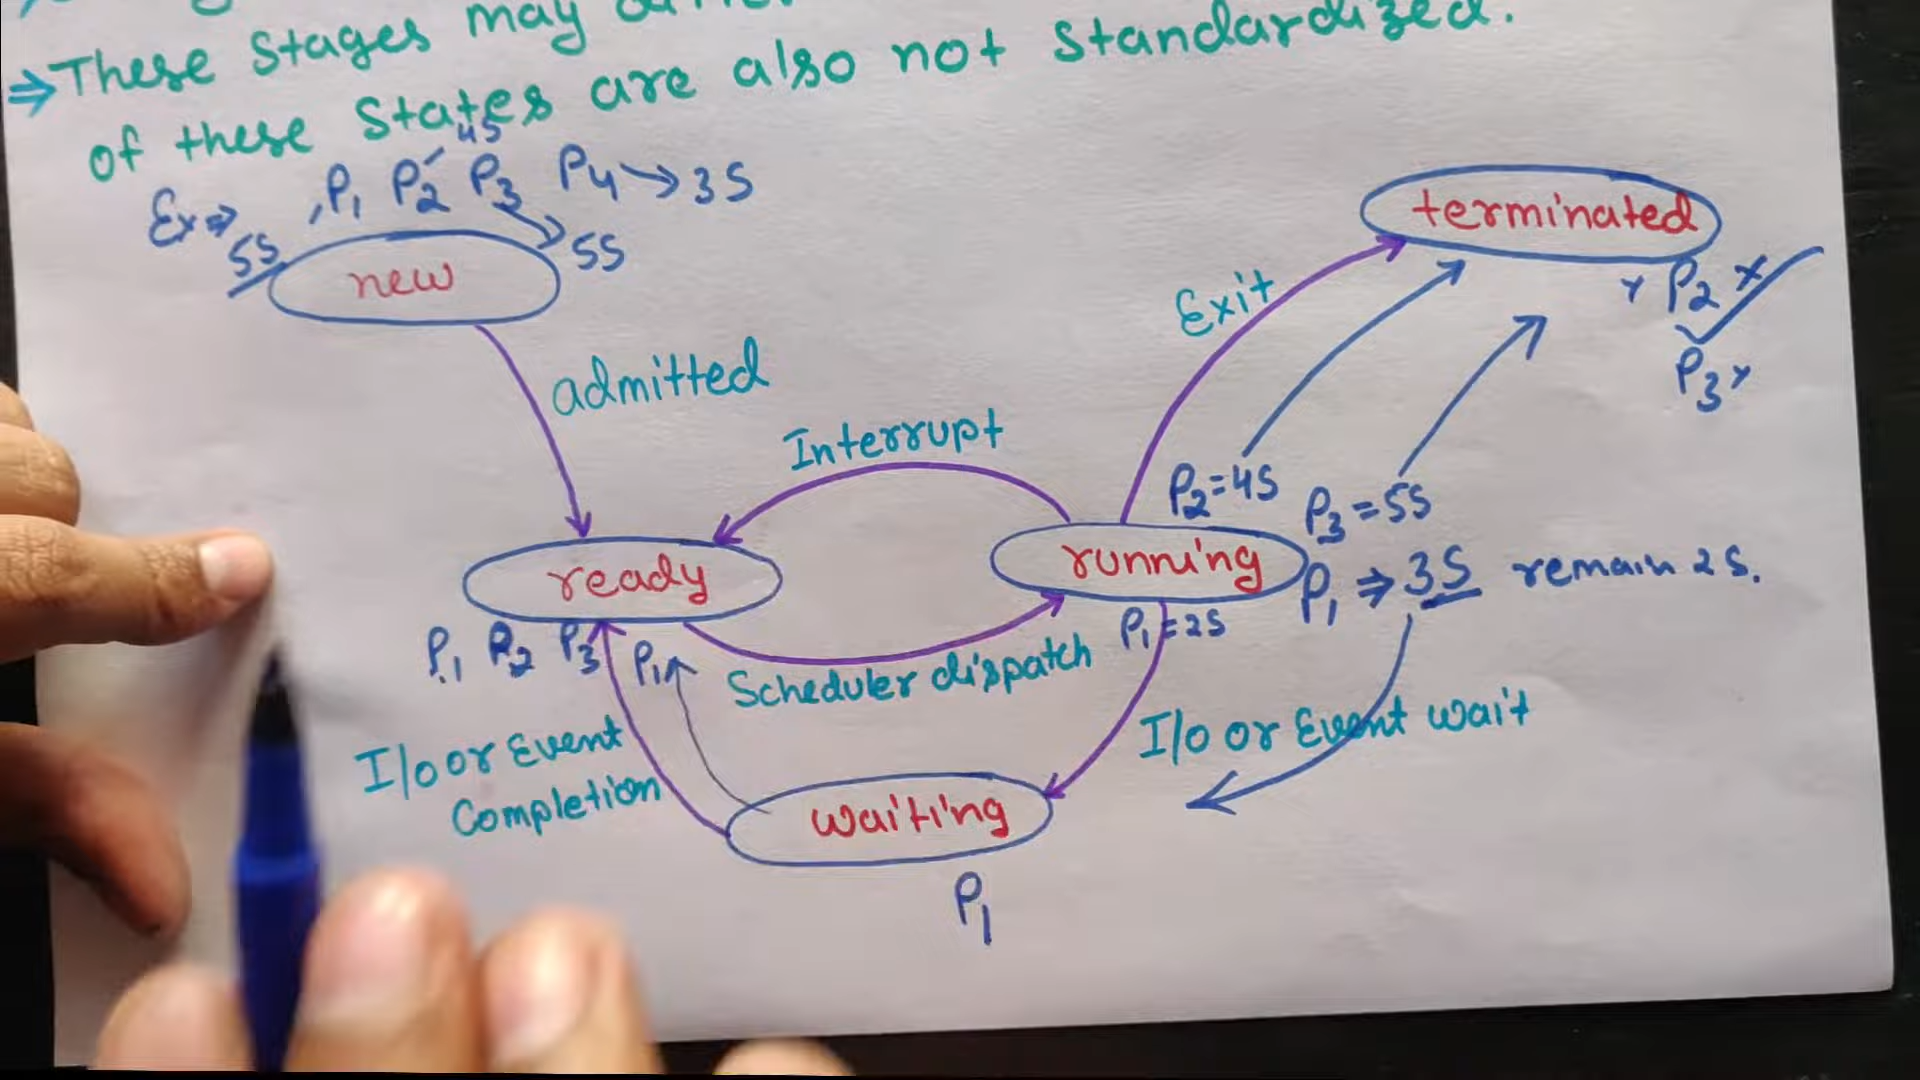 ⇒ These Stages may
of these States are also not standardized.
4S
Ex⇒ P1 P2 P3 P4 → 3S
5S
5S
new
terminated
x P2 x
P3 x
Exit
admitted
Interrupt
P2=4S
P3=5S
ready
running
P1 ⇒ 3S remain 2S.
P1 P2 P3 P1
P1=2S
Scheduler dispatch
I/O or Event wait
I/O or Event
Completion
waiting
P1